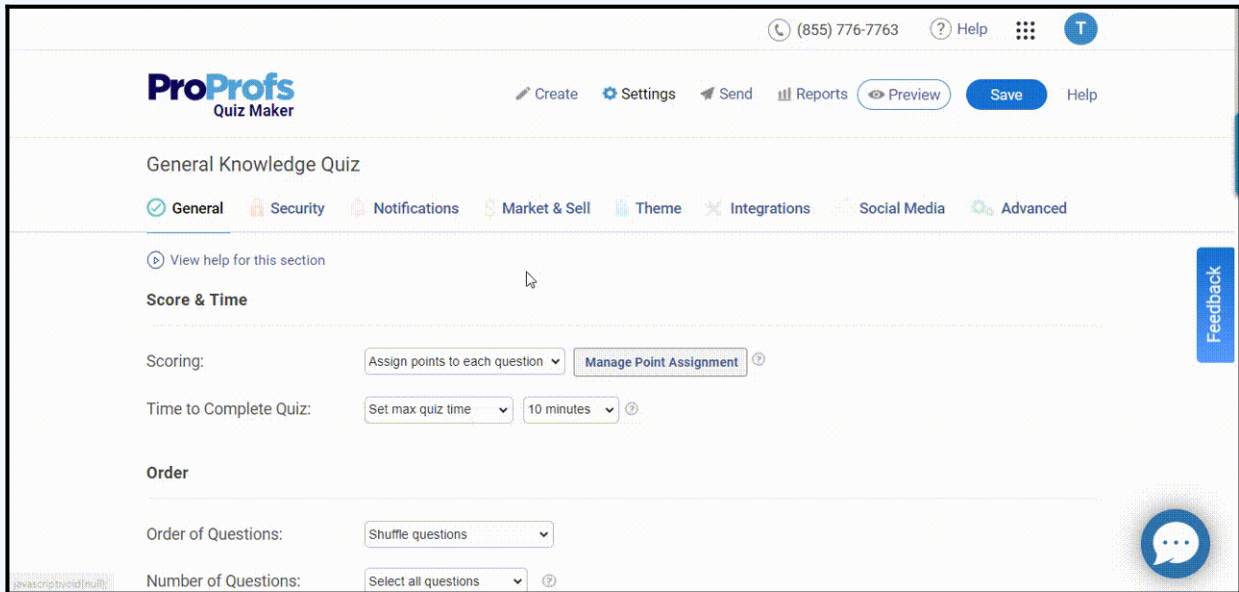 (855) 776-7763 Help T
ProProfs
Quiz Maker
Create Settings Send Reports Preview Save Help
General Knowledge Quiz
General Security Notifications Market & Sell Theme Integrations Social Media Advanced
View help for this section
Score & Time
Scoring: Assign points to each question Manage Point Assignment
Time to Complete Quiz: Set max quiz time 10 minutes
Order
Order of Questions: Shuffle questions
Number of Questions: Select all questions
Feedback
javascript:void(null);